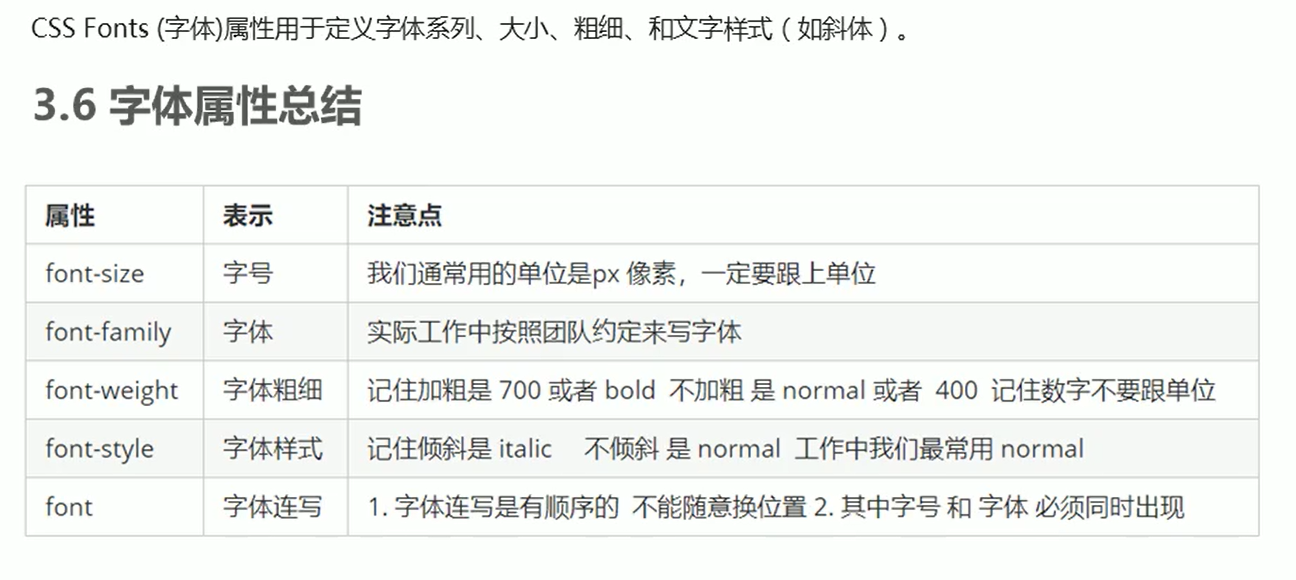 CSS Fonts (字体)属性用于定义字体系列、大小、粗细、和文字样式（如斜体）。
3.6 字体属性总结
属性 表示 注意点
font-size 字号 我们通常用的单位是px 像素，一定要跟上单位
font-family 字体 实际工作中按照团队约定来写字体
font-weight 字体粗细 记住加粗是 700 或者 bold 不加粗 是 normal 或者 400 记住数字不要跟单位
font-style 字体样式 记住倾斜是 italic 不倾斜 是 normal 工作中我们最常用 normal
font 字体连写 1. 字体连写是有顺序的 不能随意换位置 2. 其中字号 和 字体 必须同时出现